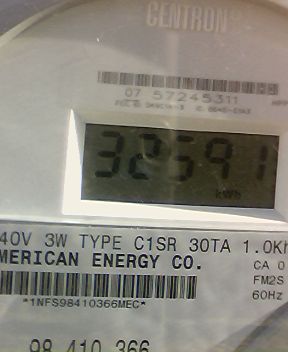 CENTRON®
07 57245311
32591
kWh
40V 3W TYPE C1SR 30TA 1.0Kh
MERICAN ENERGY CO.
CA 0
FM2S
60Hz
*1NFS98410366MEC*
98 410 366